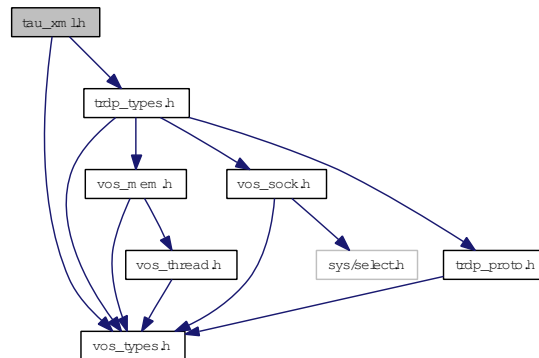 tau_xml.h
trdp_types.h
vos_mem.h
vos_sock.h
vos_thread.h
sys/select.h
trdp_proto.h
vos_types.h